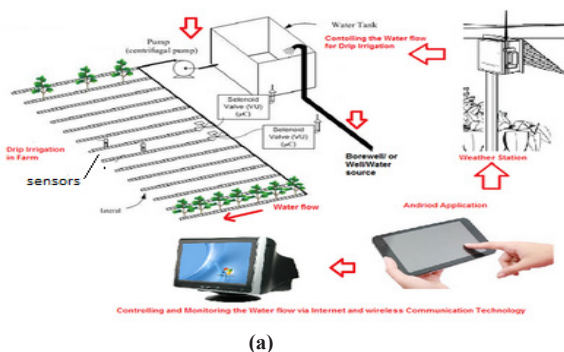 Water Tank
Pump
(centrifugal pump)
Contolling the Water flow
for Drip Irrigation
Selenoid
Valve (VU)
(µC)
Selenoid
Valve (VU)
(µC)
Drip Irrigation
in Farm
sensors
Borewell/ or
Well/Water
source
Weather Station
lateral
Water flow
Andriod Application
Controlling and Monitoring the Water flow via Internet and wireless Communication Technology
(a)